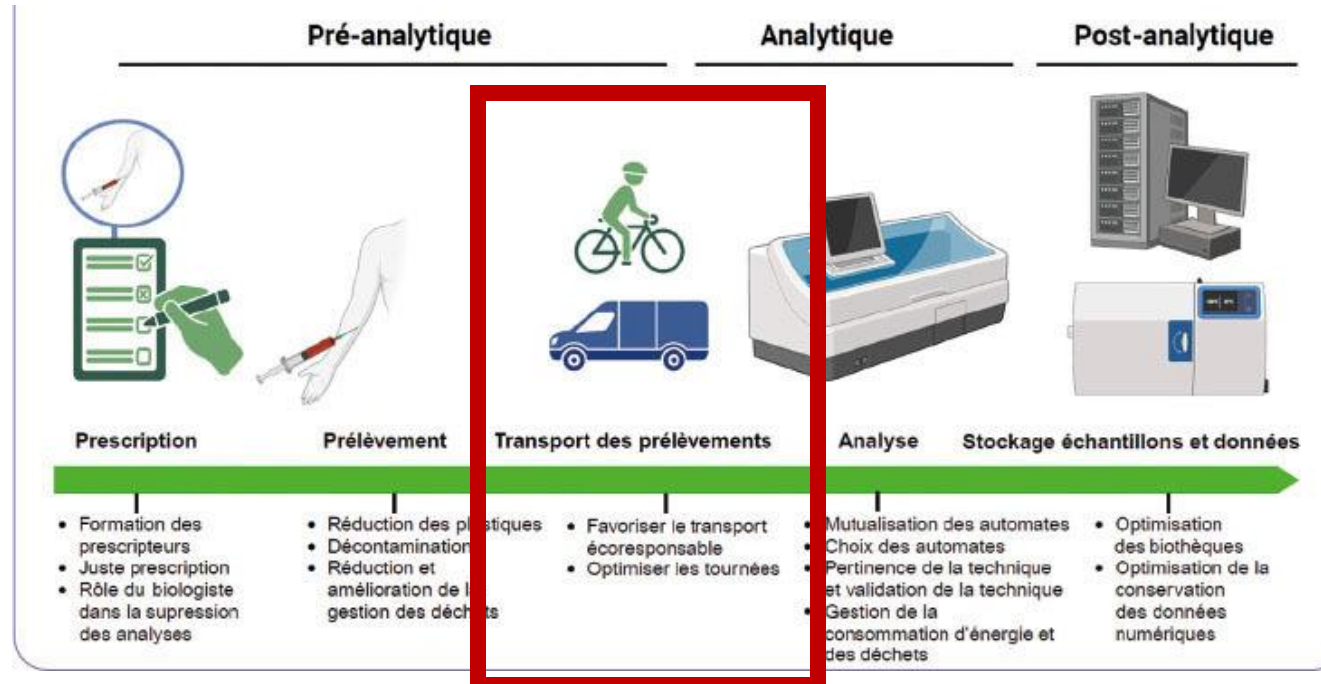 Pré-analytique
Analytique
Post-analytique
Prescription
Prélèvement
Transport des prélèvements
Analyse
Stockage échantillons et données
• Formation des
prescripteurs
• Juste prescription
• Rôle du biologiste
dans la supression
des analyses
• Réduction des plastiques
• Décontamination
• Réduction et
amélioration de la
gestion des déchets
• Favoriser le transport
écoresponsable
• Optimiser les tournées
• Mutualisation des automates
• Choix des automates
• Pertinence de la technique
et validation de la technique
• Gestion de la
consommation d'énergie et
des déchets
• Optimisation
des biothèques
• Optimisation de la
conservation
des données
numériques